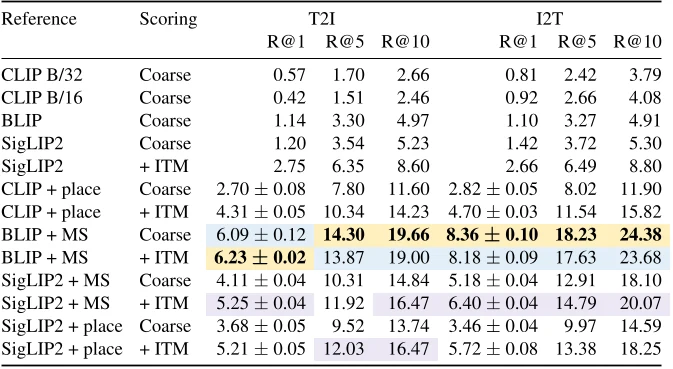 Reference Scoring T2I I2T
R@1 R@5 R@10 R@1 R@5 R@10
CLIP B/32 Coarse 0.57 1.70 2.66 0.81 2.42 3.79
CLIP B/16 Coarse 0.42 1.51 2.46 0.92 2.66 4.08
BLIP Coarse 1.14 3.30 4.97 1.10 3.27 4.91
SigLIP2 Coarse 1.20 3.54 5.23 1.42 3.72 5.30
SigLIP2 + ITM 2.75 6.35 8.60 2.66 6.49 8.80
CLIP + place Coarse 2.70 ± 0.08 7.80 11.60 2.82 ± 0.05 8.02 11.90
CLIP + place + ITM 4.31 ± 0.05 10.34 14.23 4.70 ± 0.03 11.54 15.82
BLIP + MS Coarse 6.09 ± 0.12 14.30 19.66 8.36 ± 0.10 18.23 24.38
BLIP + MS + ITM 6.23 ± 0.02 13.87 19.00 8.18 ± 0.09 17.63 23.68
SigLIP2 + MS Coarse 4.11 ± 0.04 10.31 14.84 5.18 ± 0.04 12.91 18.10
SigLIP2 + MS + ITM 5.25 ± 0.04 11.92 16.47 6.40 ± 0.04 14.79 20.07
SigLIP2 + place Coarse 3.68 ± 0.05 9.52 13.74 3.46 ± 0.04 9.97 14.59
SigLIP2 + place + ITM 5.21 ± 0.05 12.03 16.47 5.72 ± 0.08 13.38 18.25